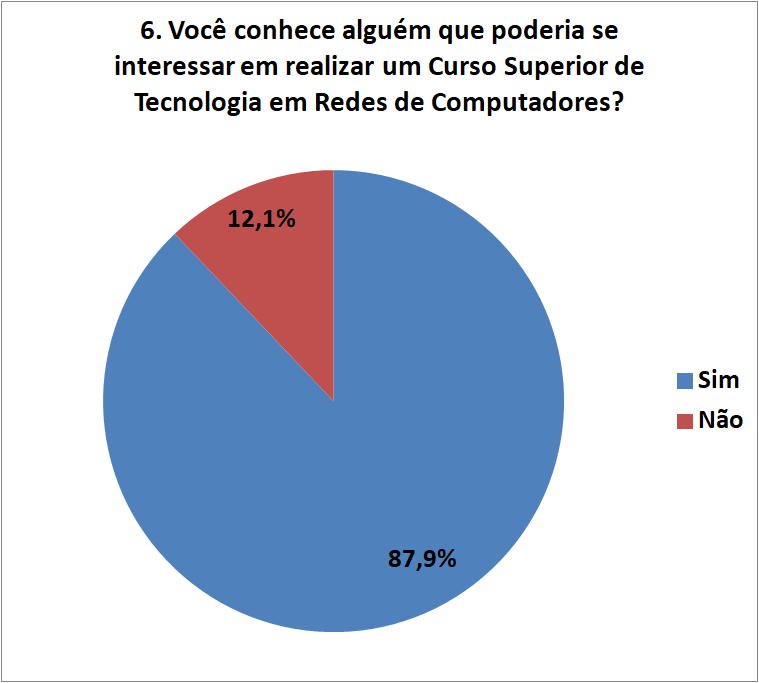 6. Você conhece alguém que poderia se
interessar em realizar um Curso Superior de
Tecnologia em Redes de Computadores?
12,1%
Sim
Não
87,9%